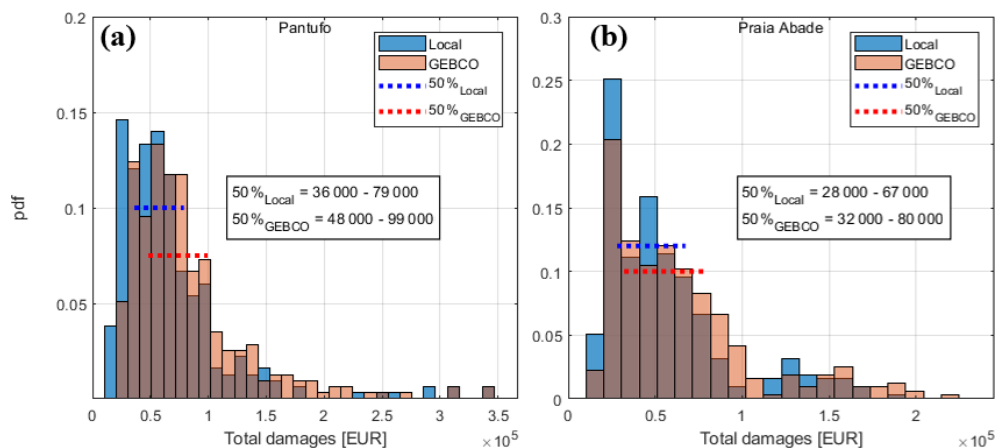 (a)
Pantufo
Local
GEBCO
50%Local
50%GEBCO
50%Local = 36 000 - 79 000
50%GEBCO = 48 000 - 99 000
0.2
0.15
0.1
0.05
pdf
0 0.5 1 1.5 2 2.5 3 3.5
Total damages [EUR]
×10^5
(b)
Praia Abade
Local
GEBCO
50%Local
50%GEBCO
50%Local = 28 000 - 67 000
50%GEBCO = 32 000 - 80 000
0.3
0.25
0.2
0.15
0.1
0.05
0
0 0.5 1 1.5 2
Total damages [EUR]
×10^5